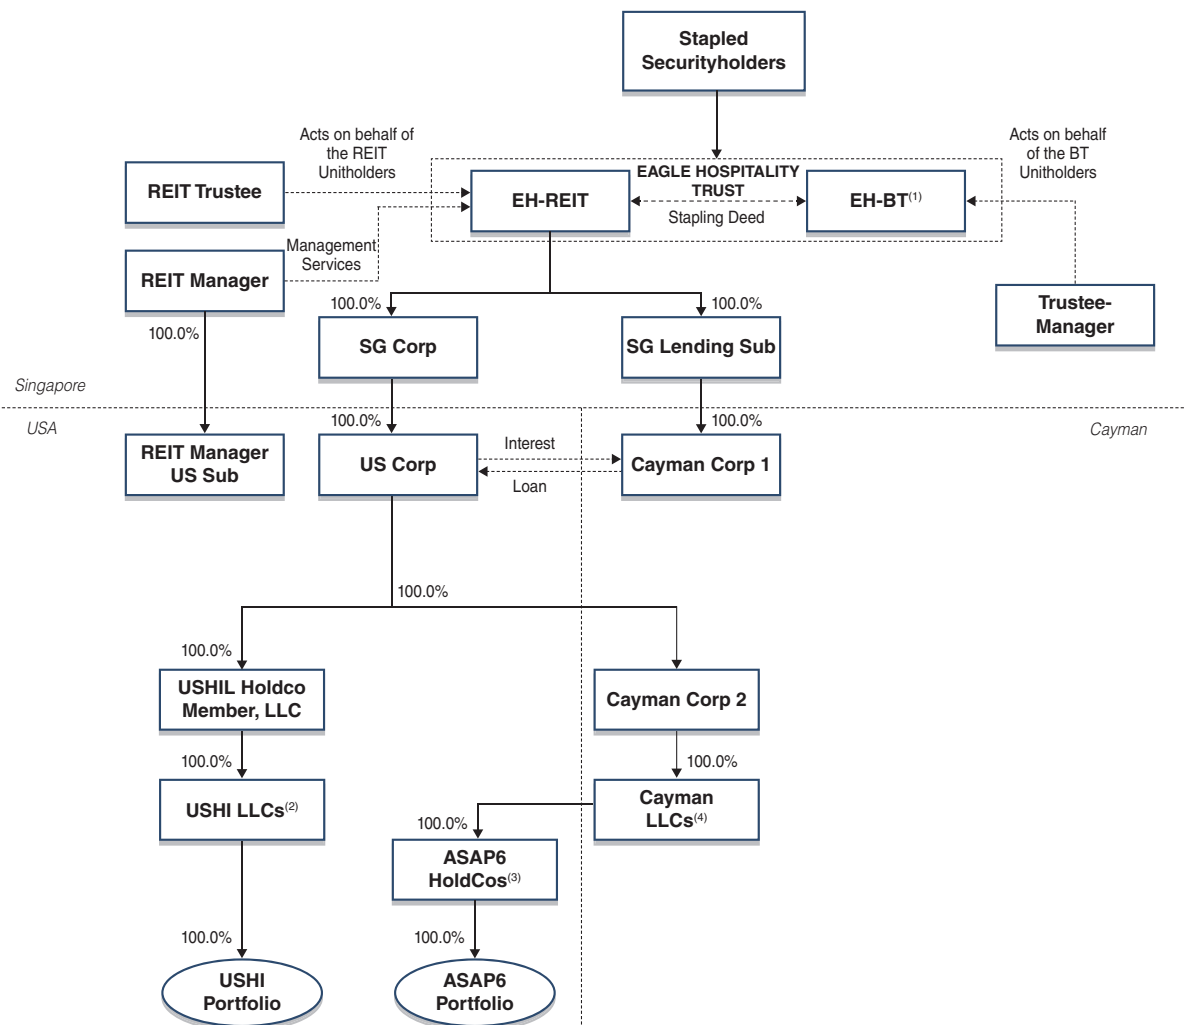 Stapled
Securityholders
Acts on behalf of
the REIT
Unitholders
Acts on behalf
of the BT
Unitholders
REIT Trustee
EH-REIT
EAGLE HOSPITALITY
TRUST
Stapling Deed
EH-BT(1)
Management
Services
REIT Manager
100.0%
100.0%
100.0%
SG Corp
SG Lending Sub
Trustee-
Manager
Singapore
USA
Cayman
100.0%
100.0%
REIT Manager
US Sub
US Corp
Interest
Loan
Cayman Corp 1
100.0%
100.0%
USHIL Holdco
Member, LLC
Cayman Corp 2
100.0%
100.0%
USHI LLCs(2)
Cayman
LLCs(4)
100.0%
ASAP6
HoldCos(3)
100.0%
100.0%
USHI
Portfolio
ASAP6
Portfolio